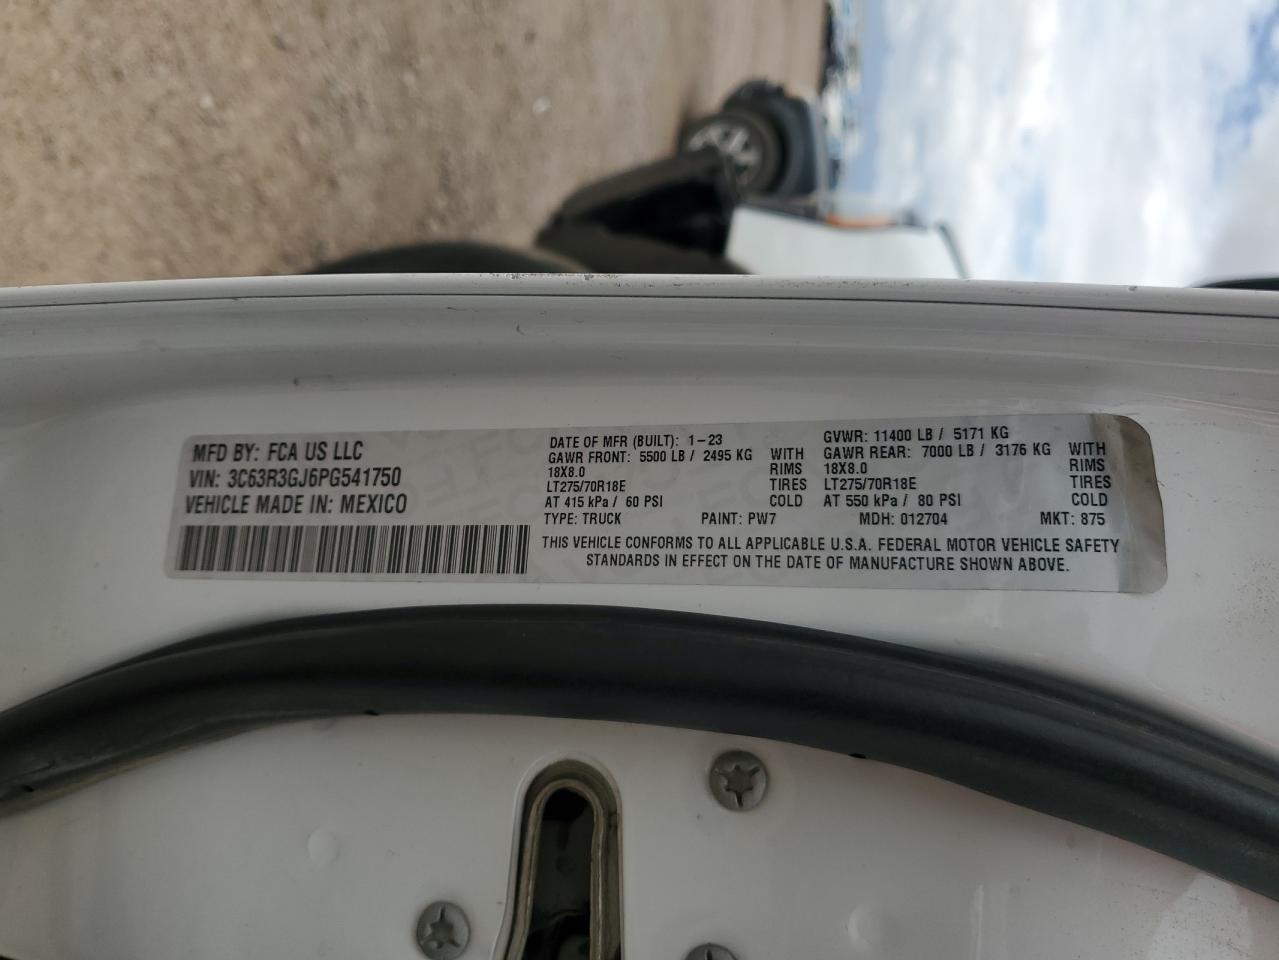 MFD BY: FCA US LLC
VIN: 3C63R3GJ6PG541750
VEHICLE MADE IN: MEXICO
DATE OF MFR (BUILT): 1-23
GAWR FRONT: 5500 LB / 2495 KG WITH
18X8.0 RIMS
LT275/70R18E TIRES
AT 415 kPa / 60 PSI COLD
GVWR: 11400 LB / 5171 KG
GAWR REAR: 7000 LB / 3176 KG WITH
18X8.0 RIMS
LT275/70R18E TIRES
AT 550 kPa / 80 PSI COLD
TYPE: TRUCK PAINT: PW7 MDH: 012704 MKT: 875
THIS VEHICLE CONFORMS TO ALL APPLICABLE U.S.A. FEDERAL MOTOR VEHICLE SAFETY
STANDARDS IN EFFECT ON THE DATE OF MANUFACTURE SHOWN ABOVE.